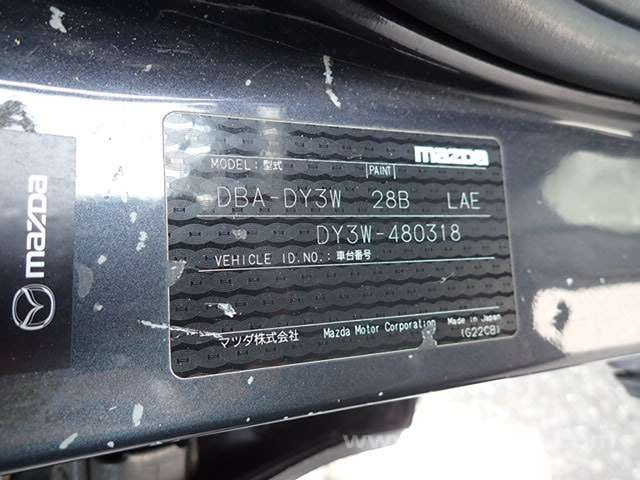 mazda
mazda
MODEL: 型式 PAINT
DBA-DY3W 28B LAE
DY3W-480318
VEHICLE ID.NO.: 車台番号
マツダ株式会社 Mazda Motor Corporation Made in Japan
(G22C8)